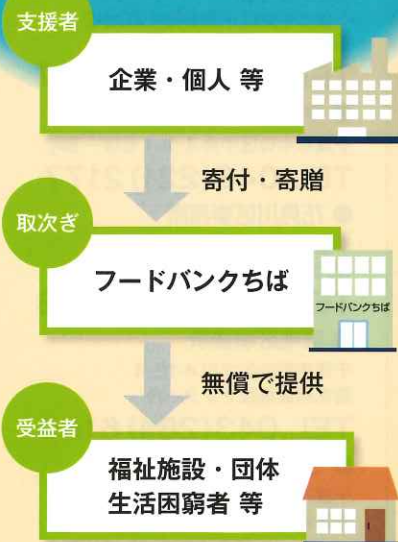 支援者
企業・個人 等
寄付・寄贈
取次ぎ
フードバンクちば
フードバンクちば
無償で提供
受益者
福祉施設・団体
生活困窮者 等